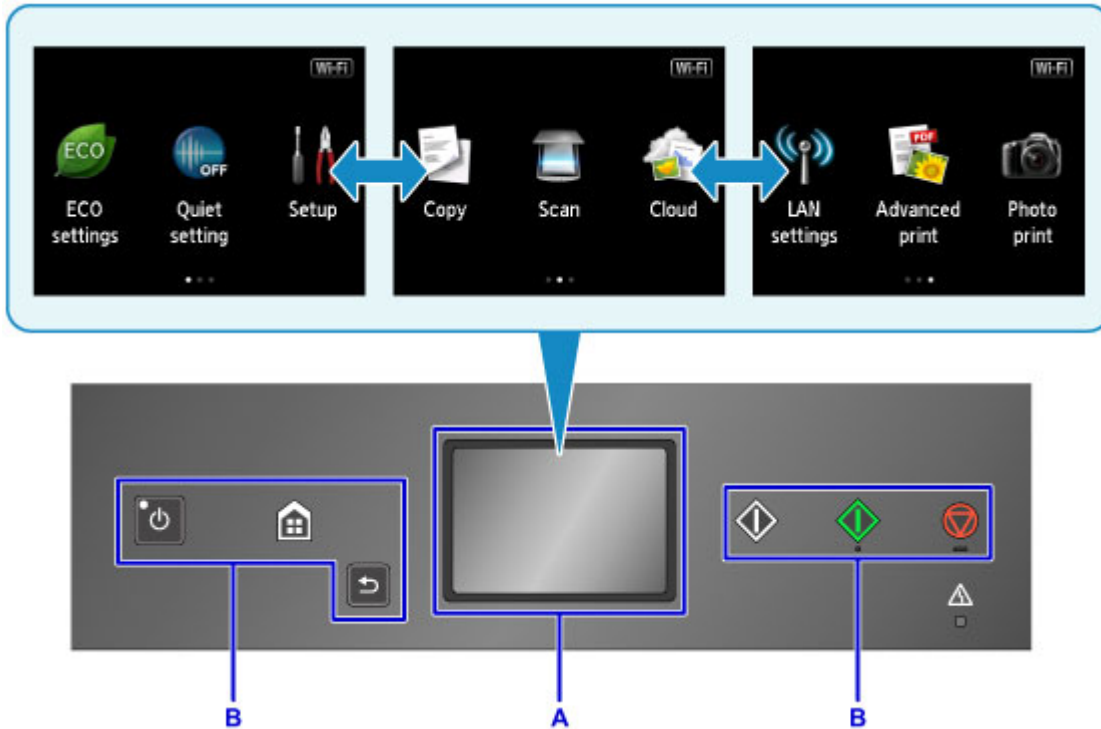 Wi-Fi
Wi-Fi
Wi-Fi
ECO
OFF
PDF
ECO
settings
Quiet
setting
Setup
Copy
Scan
Cloud
LAN
settings
Advanced
print
Photo
print
B
A
B